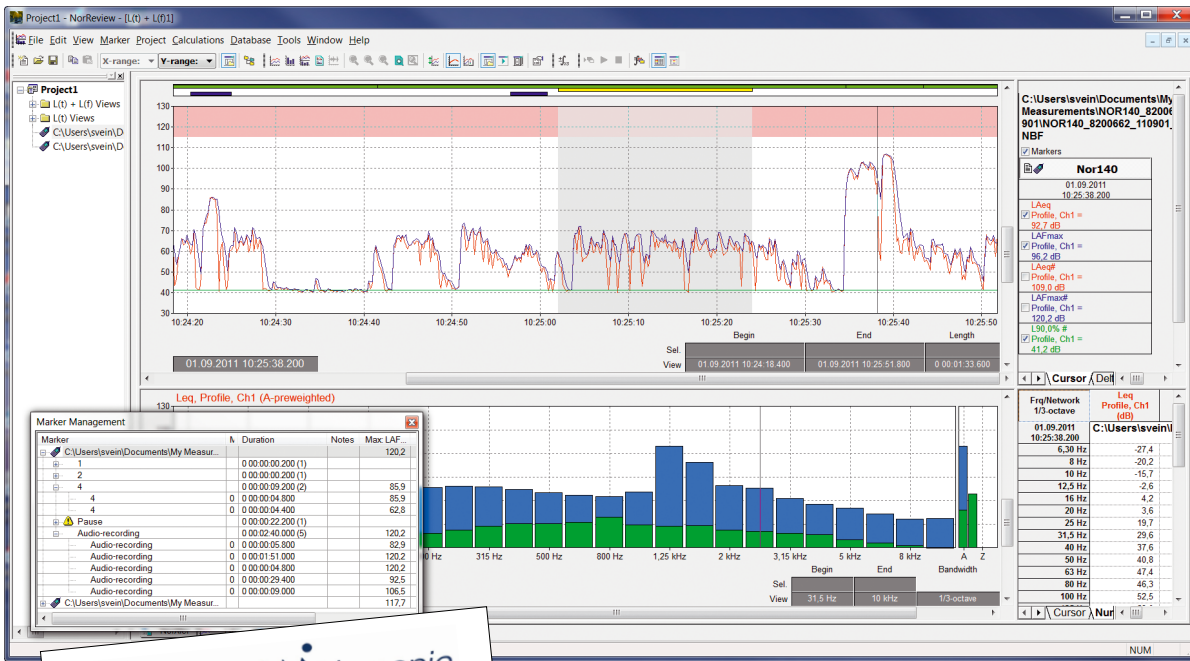 Project1 - NorReview - [L(t) + L(f)1]
File Edit View Marker Project Calculations Database Tools Window Help
X-range: Y-range:
Project1
L(t) + L(f) Views
L(t) Views
C:\Users\svein\D
C:\Users\svein\D
130
120
110
100
90
80
70
60
50
40
30
10:24:20 10:24:30 10:24:40 10:24:50 10:25:00 10:25:10 10:25:20 10:25:30 10:25:40 10:25:50
Begin End Length
Sel.
01.09.2011 10:25:38.200
View 01.09.2011 10:24:18.400 01.09.2011 10:25:51.800 0 00:01:33.600
C:\Users\svein\Documents\My
Measurements\NOR140_82006
901\NOR140_8200662_110901_
NBF
Markers
Nor140
01.09.2011
10:25:38.200
LAeq
Profile, Ch1 =
92,7 dB
LAFmax
Profile, Ch1 =
96,2 dB
LAeq#
Profile, Ch1 =
109,0 dB
LAFmax#
Profile, Ch1 =
120,2 dB
L90,0% #
Profile, Ch1 =
41,2 dB
Cursor Delt
Leq, Profile, Ch1 (A-preweighted)
130
315 Hz 500 Hz 800 Hz 1,25 kHz 2 kHz 3,15 kHz 5 kHz 8 kHz A Z
Begin End Bandwidth
Sel.
View 31,5 Hz 10 kHz 1/3-octave
Frq/Network
1/3-octave
Leq
Profile, Ch1
(dB)
01.09.2011
10:25:38.200
C:\Users\svein\
6,30 Hz -27,4
8 Hz -20,2
10 Hz -15,7
12,5 Hz -2,6
16 Hz 4,2
20 Hz 3,6
25 Hz 19,7
31,5 Hz 29,6
40 Hz 37,6
50 Hz 40,8
63 Hz 47,4
80 Hz 46,3
100 Hz 52,5
Cursor Nur
Marker Management
Marker Duration Notes Max: LAF...
C:\Users\svein\Documents\My Measur... 120,2
1 0 00:00:00.200 (1)
2 0 00:00:00.200 (1)
4 0 00:00:09.200 (2) 85,9
4 0 0 00:00:04.800 85,9
4 0 0 00:00:04.400 62,8
Pause 0 00:00:22.200 (1)
Audio-recording 0 00:02:40.000 (5) 120,2
Audio-recording 0 0 00:00:05.800 82,9
Audio-recording 0 0 00:01:51.000 120,2
Audio-recording 0 0 00:00:04.800 120,2
Audio-recording 0 0 00:00:29.400 92,5
Audio-recording 0 0 00:00:09.000 106,5
C:\Users\svein\Documents\My Measur... 117,7
NUM